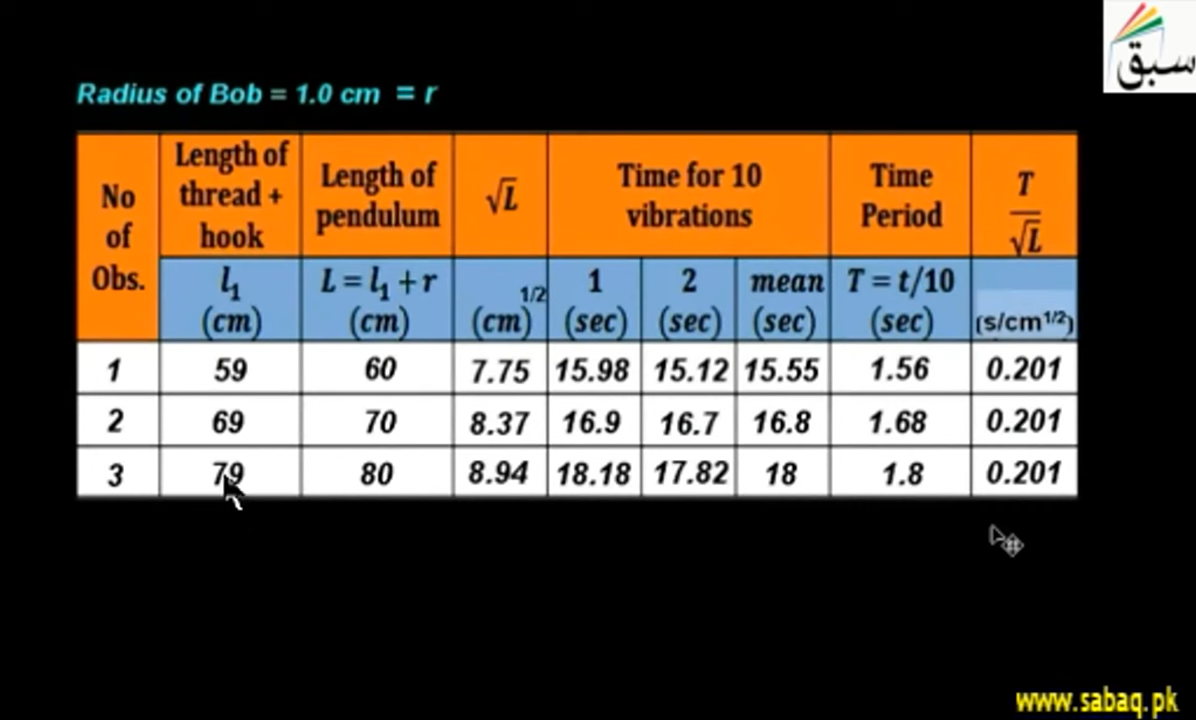 سبق
Radius of Bob = 1.0 cm = r
No of Obs. | Length of thread + hook | Length of pendulum | √L | Time for 10 vibrations | Time Period | T/√L
l₁ (cm) | L = l₁ + r (cm) | (cm)^1/2 | 1 (sec) | 2 (sec) | mean (sec) | T = t/10 (sec) | (s/cm^1/2)
1 | 59 | 60 | 7.75 | 15.98 | 15.12 | 15.55 | 1.56 | 0.201
2 | 69 | 70 | 8.37 | 16.9 | 16.7 | 16.8 | 1.68 | 0.201
3 | 79 | 80 | 8.94 | 18.18 | 17.82 | 18 | 1.8 | 0.201
www.sabaq.pk